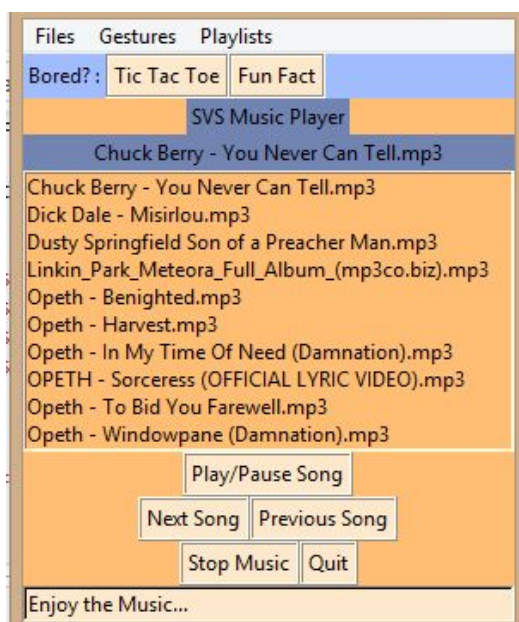 Files Gestures Playlists
Bored? : Tic Tac Toe Fun Fact
SVS Music Player
Chuck Berry - You Never Can Tell.mp3
Chuck Berry - You Never Can Tell.mp3
Dick Dale - Misirlou.mp3
Dusty Springfield Son of a Preacher Man.mp3
Linkin_Park_Meteora_Full_Album_(mp3co.biz).mp3
Opeth - Benighted.mp3
Opeth - Harvest.mp3
Opeth - In My Time Of Need (Damnation).mp3
OPETH - Sorceress (OFFICIAL LYRIC VIDEO).mp3
Opeth - To Bid You Farewell.mp3
Opeth - Windowpane (Damnation).mp3
Play/Pause Song
Next Song Previous Song
Stop Music Quit
Enjoy the Music...